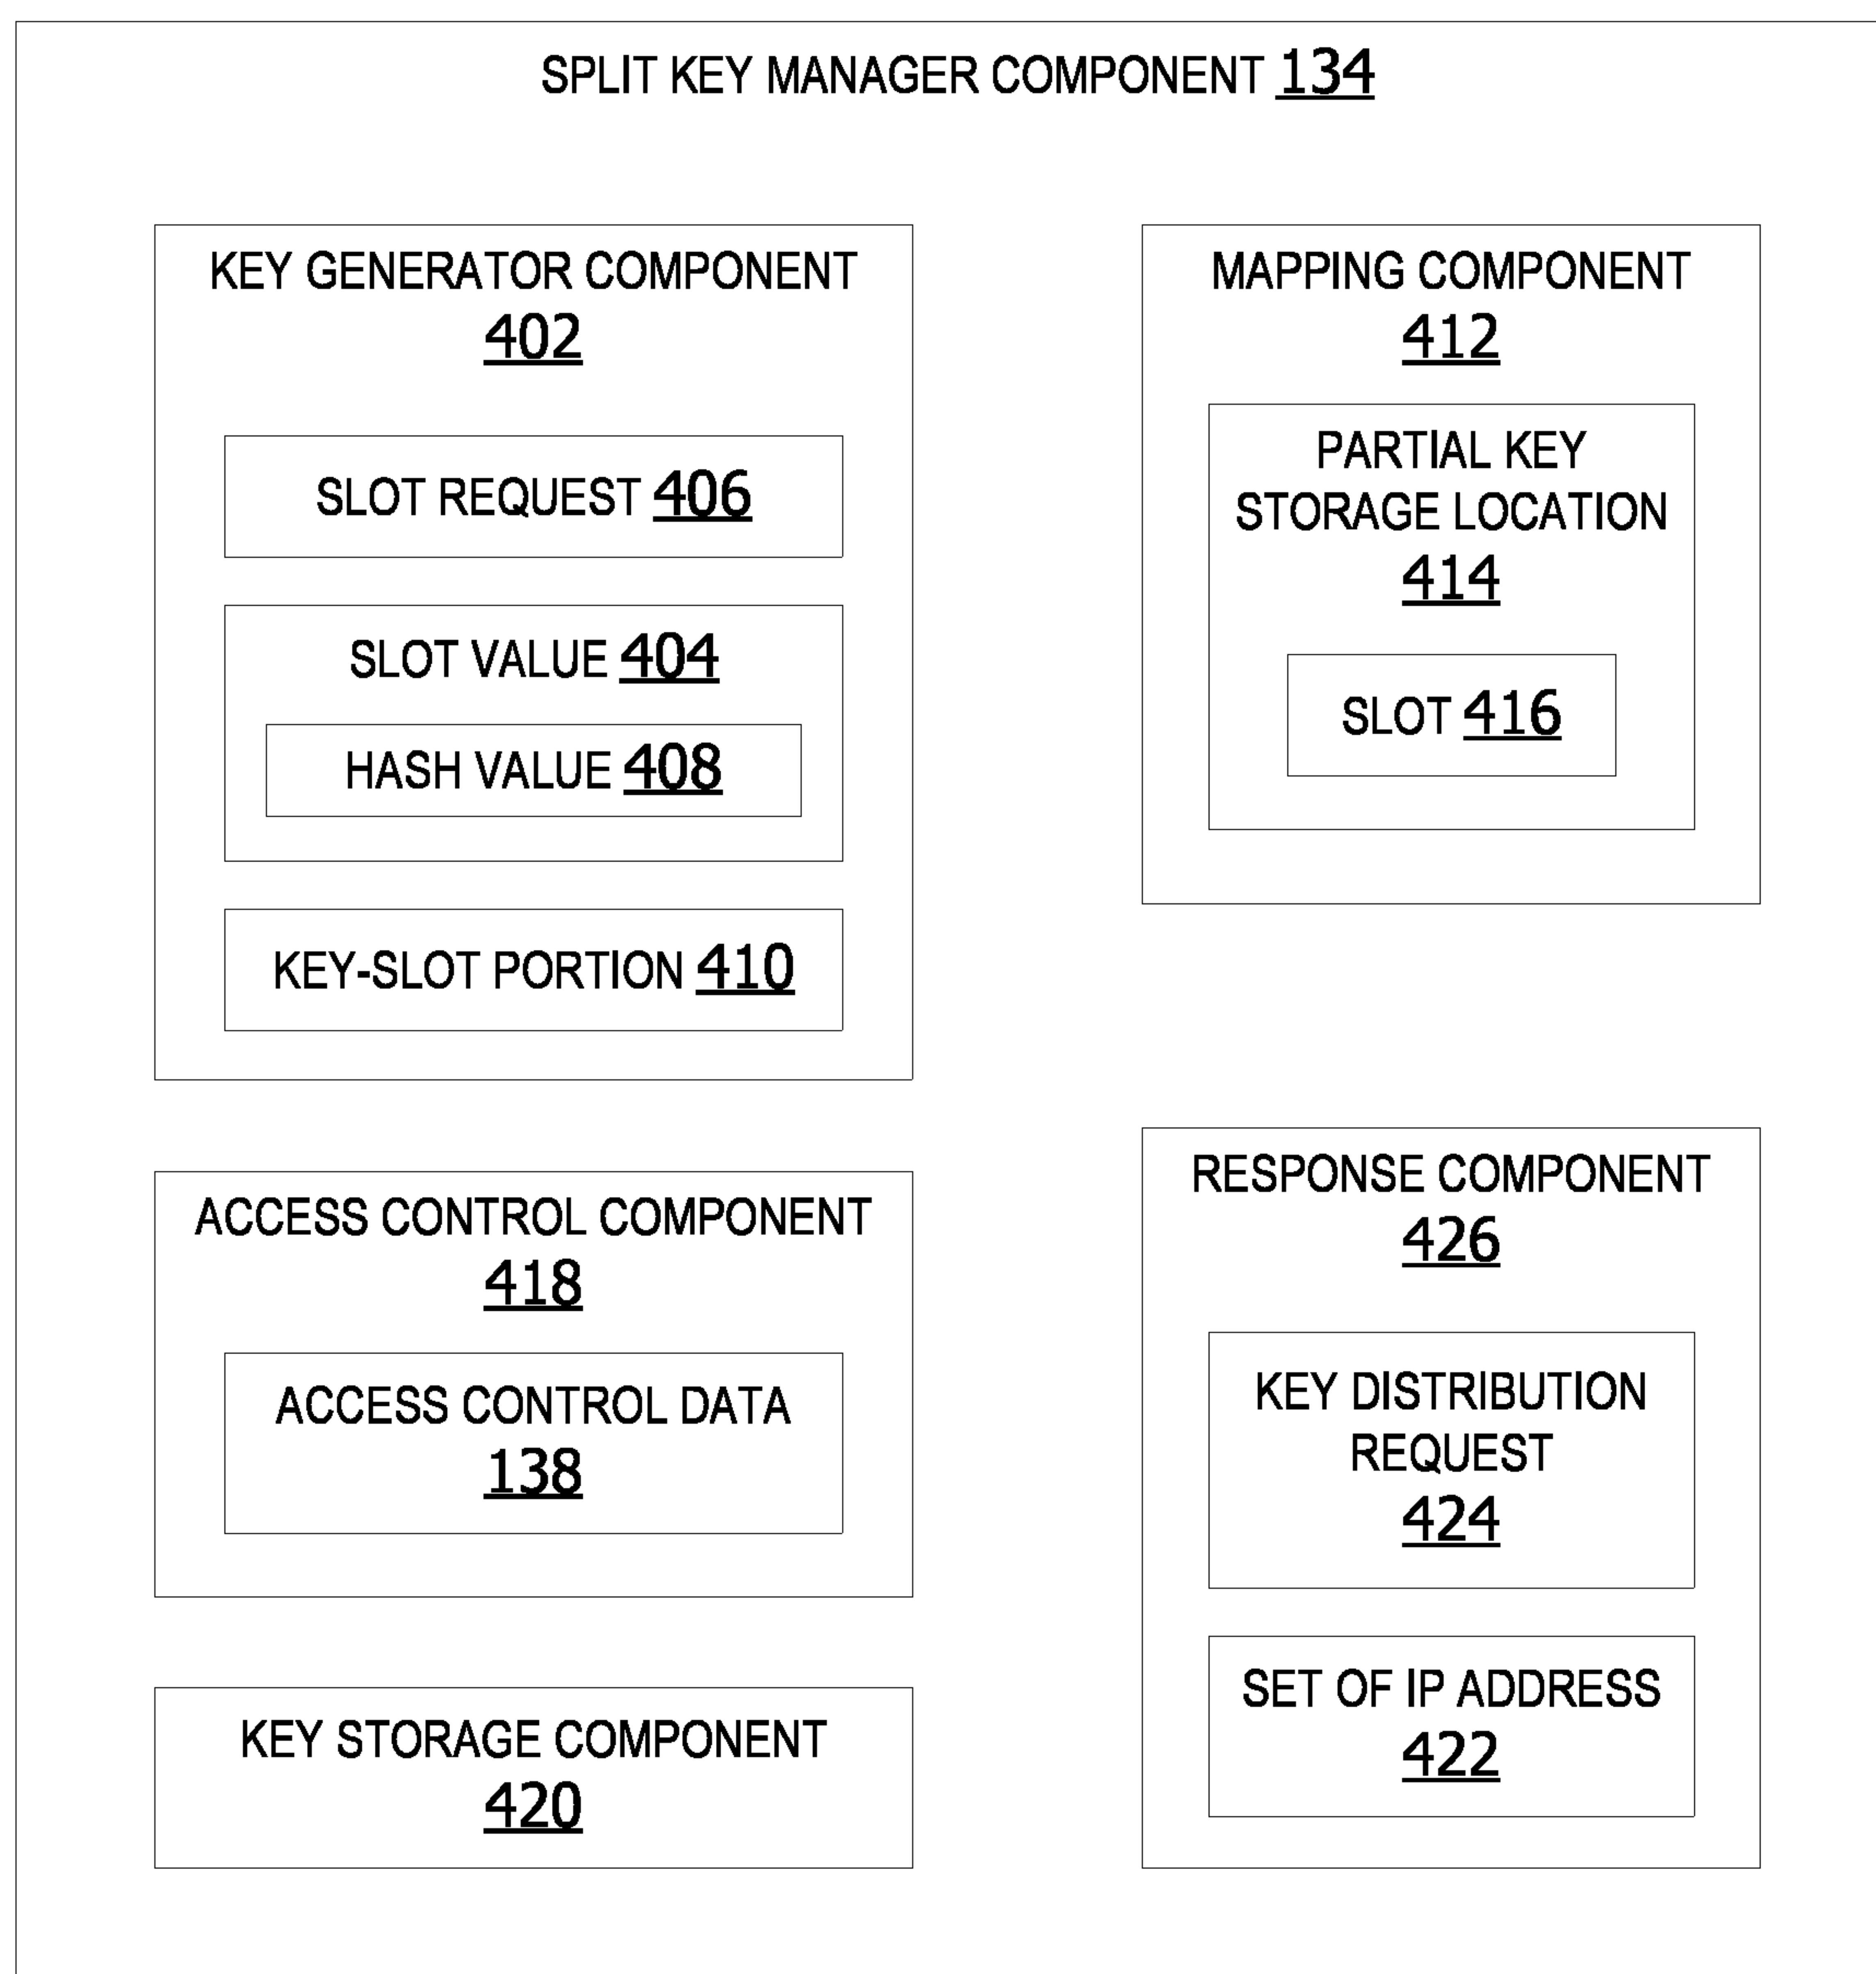 SPLIT KEY MANAGER COMPONENT 134
KEY GENERATOR COMPONENT
402
SLOT REQUEST 406
SLOT VALUE 404
HASH VALUE 408
KEY-SLOT PORTION 410
MAPPING COMPONENT
412
PARTIAL KEY
STORAGE LOCATION
414
SLOT 416
ACCESS CONTROL COMPONENT
418
ACCESS CONTROL DATA
138
KEY STORAGE COMPONENT
420
RESPONSE COMPONENT
426
KEY DISTRIBUTION
REQUEST
424
SET OF IP ADDRESS
422